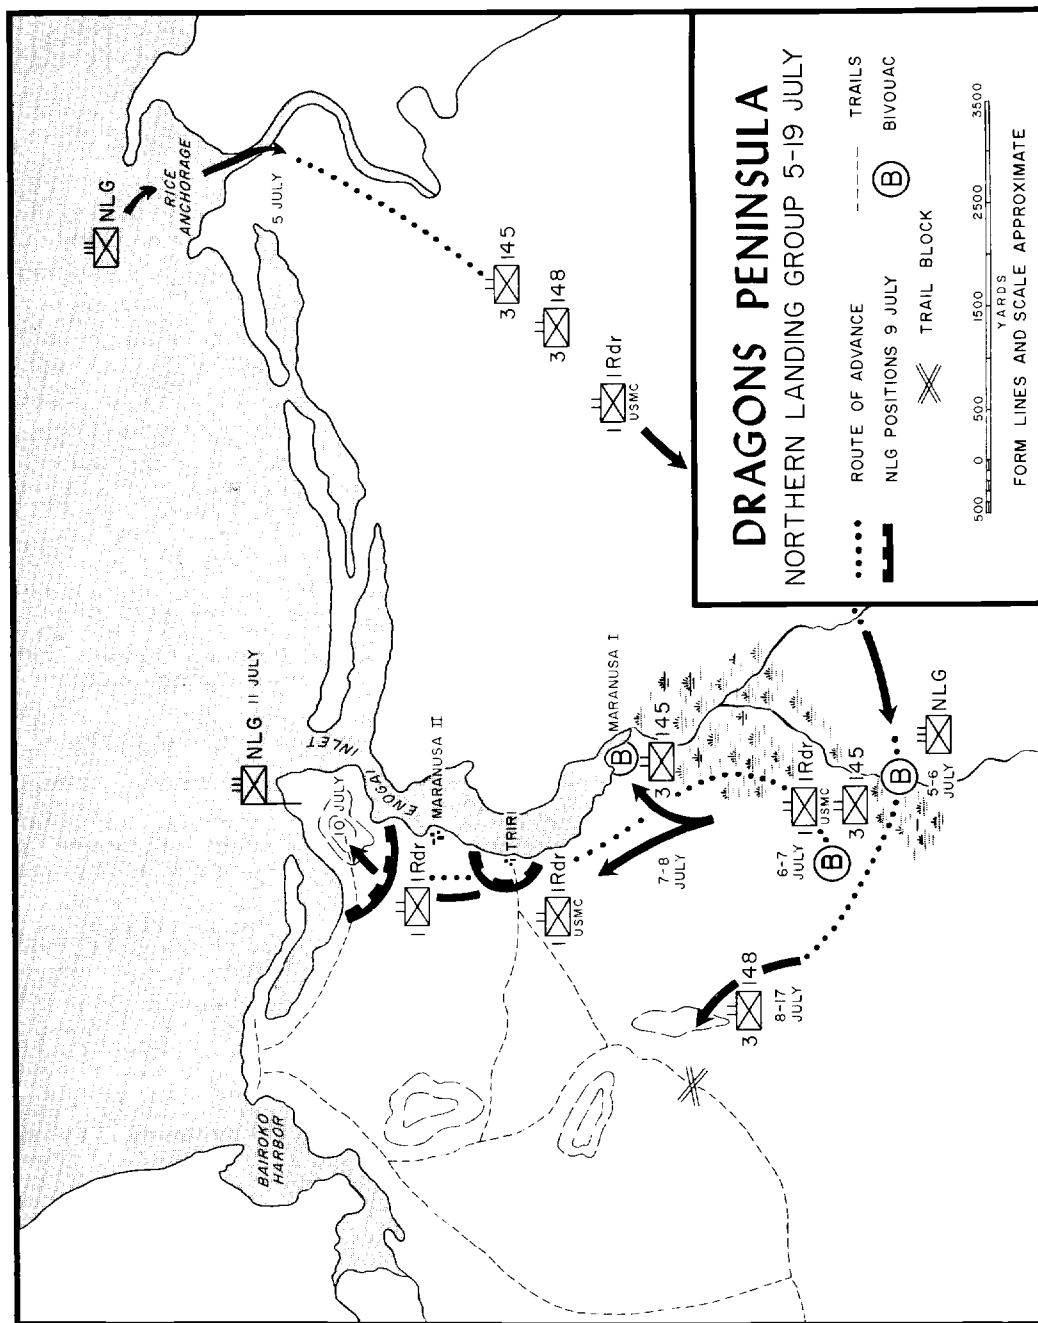 DRAGONS PENINSULA
NORTHERN LANDING GROUP 5-19 JULY
ROUTE OF ADVANCE
TRAILS
NLG POSITIONS 9 JULY
B
BIVOUAC
TRAIL BLOCK
500 0 500 1500 2500 3500
YARDS
FORM LINES AND SCALE APPROXIMATE
NLG
RICE
ANCHORAGE
5 JULY
3 145
3 148
1 1Rdr
USMC
NLG 11 JULY
INLET
ENOGAI
10 JULY
MARANUSA II
1 1Rdr
TRIRI
1 1Rdr
USMC
BAIROKO
HARBOR
MARANUSA I
B
3 145
7-8
JULY
1 1Rdr
USMC
6-7
JULY
B
3 145
NLG
B
5-6
JULY
3 148
8-17
JULY